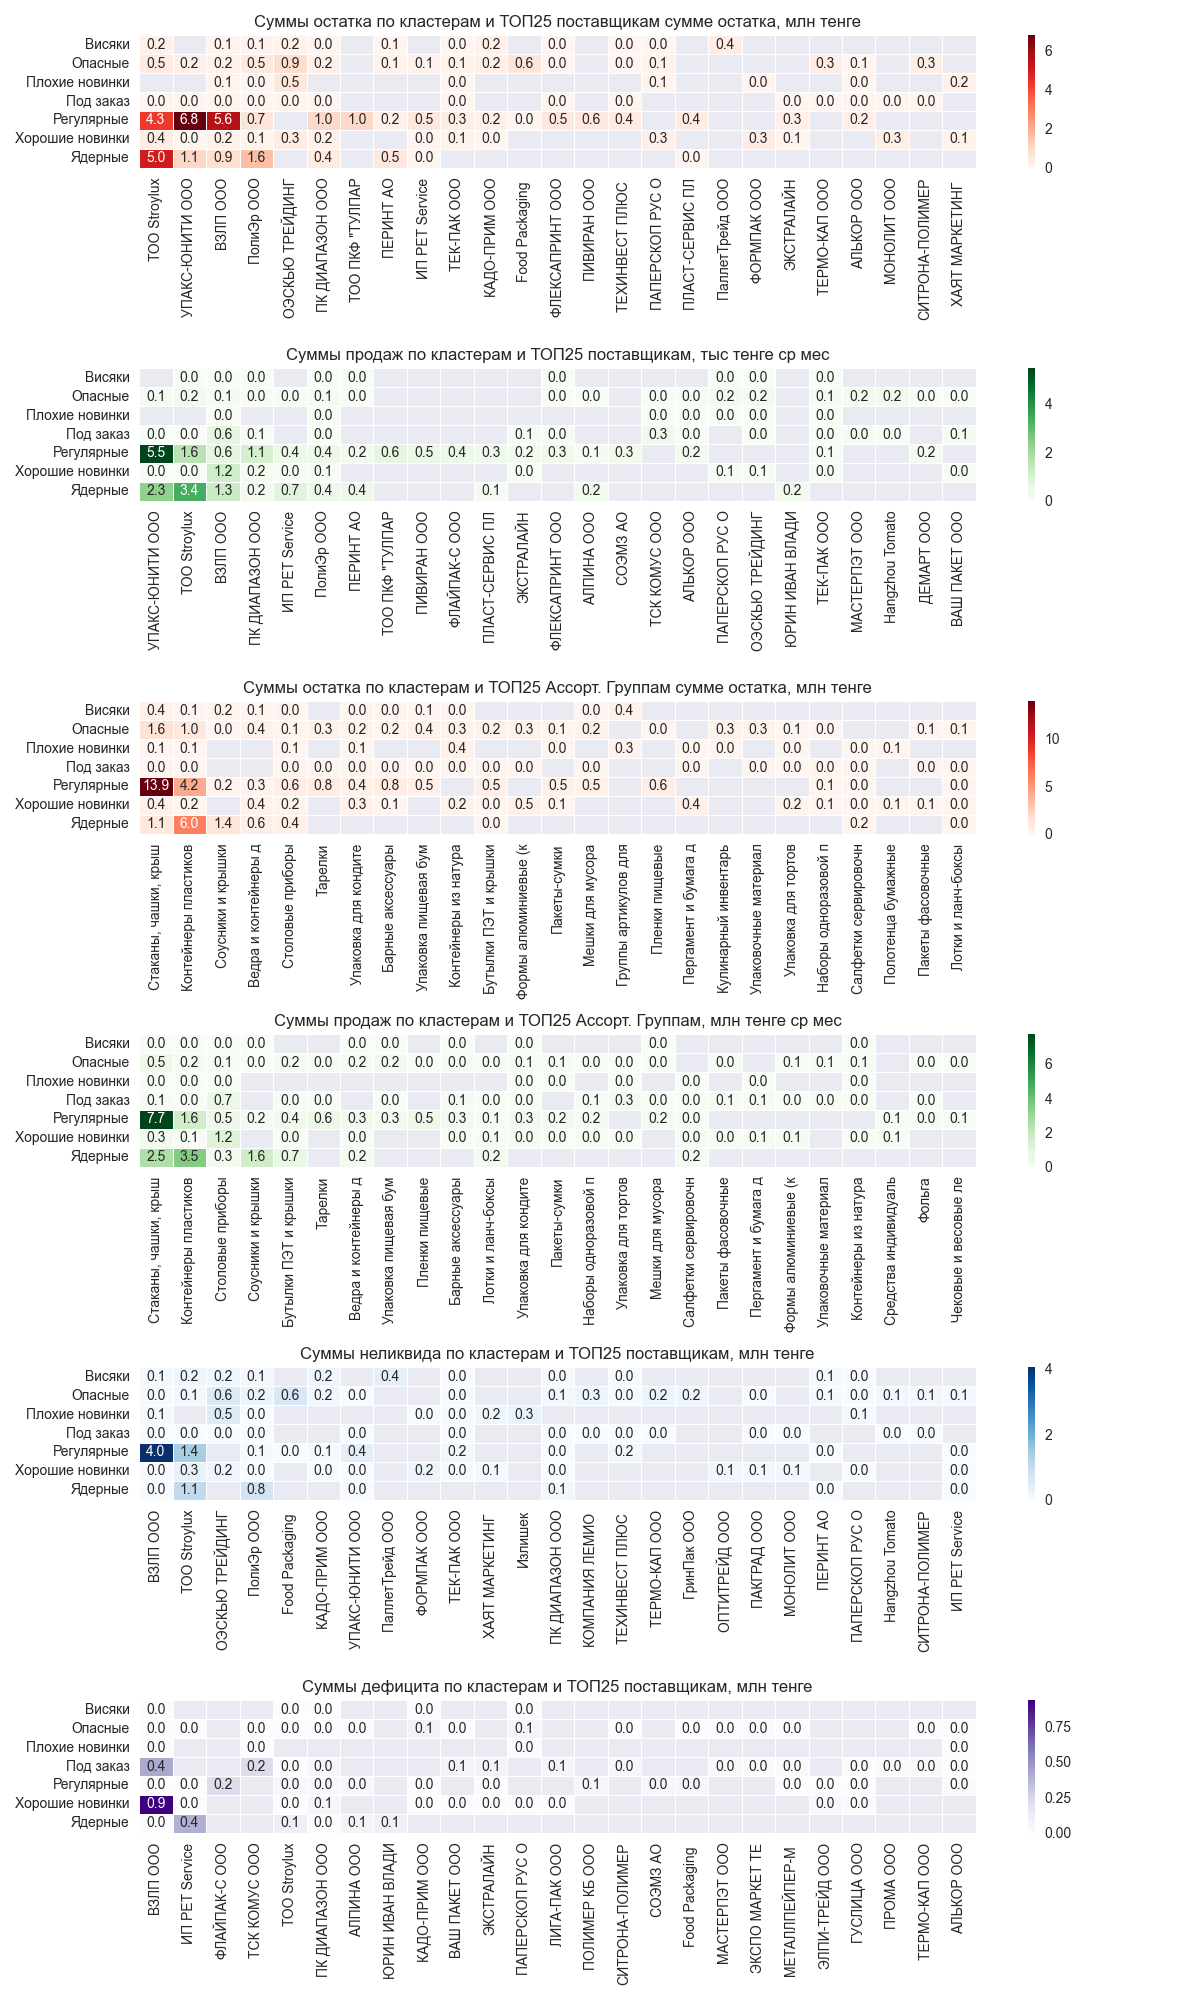 Суммы остатка по кластерам и ТОП25 поставщикам сумме остатка, млн тенге
Висяки 0.2 0.1 0.1 0.2 0.0 0.1 0.0 0.2 0.0 0.0 0.0 0.4
Опасные 0.5 0.2 0.2 0.5 0.9 0.2 0.1 0.1 0.1 0.2 0.6 0.0 0.0 0.1 0.3 0.1 0.3
Плохие новинки 0.1 0.0 0.5 0.0 0.1 0.0 0.0 0.2
Под заказ 0.0 0.0 0.0 0.0 0.0 0.0 0.0 0.0 0.0 0.0 0.0 0.0 0.0 0.0
Регулярные 4.3 6.8 5.6 0.7 1.0 1.0 0.2 0.5 0.3 0.2 0.0 0.5 0.6 0.4 0.4 0.3 0.2
Хорошие новинки 0.4 0.0 0.2 0.1 0.3 0.2 0.0 0.1 0.0 0.3 0.3 0.1 0.3 0.1
Ядерные 5.0 1.1 0.9 1.6 0.4 0.5 0.0 0.0
6
4
2
0
ТОО Stroylux
УПАКС-ЮНИТИ ООО
ВЗЛП ООО
ПолиЭр ООО
ОЭСКЬЮ ТРЕЙДИНГ
ПК ДИАПАЗОН ООО
ТОО ПКФ "ТУЛПАР
ПЕРИНТ АО
ИП PET Service
ТЕК-ПАК ООО
КАДО-ПРИМ ООО
Food Packaging
ФЛЕКСАПРИНТ ООО
ПИВИРАН ООО
ТЕХИНВЕСТ ПЛЮС
ПАПЕРСКОП РУС О
ПЛАСТ-СЕРВИС ПЛ
ПаллетТрейд ООО
ФОРМПАК ООО
ЭКСТРАЛАЙН
ТЕРМО-КАП ООО
АЛЬКОР ООО
МОНОЛИТ ООО
СИТРОНА-ПОЛИМЕР
ХАЯТ МАРКЕТИНГ
Суммы продаж по кластерам и ТОП25 поставщикам, тыс тенге ср мес
Висяки 0.0 0.0 0.0 0.0 0.0 0.0 0.0 0.0 0.0
Опасные 0.1 0.2 0.1 0.0 0.0 0.1 0.0 0.0 0.0 0.0 0.0 0.2 0.2 0.1 0.2 0.2 0.0 0.0
Плохие новинки 0.0 0.0 0.0 0.0 0.0 0.0
Под заказ 0.0 0.0 0.6 0.1 0.0 0.1 0.0 0.3 0.0 0.0 0.0 0.0 0.0 0.1
Регулярные 5.5 1.6 0.6 1.1 0.4 0.4 0.2 0.6 0.5 0.4 0.3 0.2 0.3 0.1 0.3 0.2 0.1 0.2
Хорошие новинки 0.0 0.0 1.2 0.2 0.0 0.1 0.0 0.1 0.1 0.0 0.0
Ядерные 2.3 3.4 1.3 0.2 0.7 0.4 0.4 0.1 0.2 0.2
4
2
0
УПАКС-ЮНИТИ ООО
ТОО Stroylux
ВЗЛП ООО
ПК ДИАПАЗОН ООО
ИП PET Service
ПолиЭр ООО
ПЕРИНТ АО
ТОО ПКФ "ТУЛПАР
ПИВИРАН ООО
ФЛАЙПАК-С ООО
ПЛАСТ-СЕРВИС ПЛ
ЭКСТРАЛАЙН
ФЛЕКСАПРИНТ ООО
АЛПИНА ООО
СОЭМЗ АО
ТСК КОМУС ООО
АЛЬКОР ООО
ПАПЕРСКОП РУС О
ОЭСКЬЮ ТРЕЙДИНГ
ЮРИН ИВАН ВЛАДИ
ТЕК-ПАК ООО
МАСТЕРПЭТ ООО
Hangzhou Tomato
ДЕМАРТ ООО
ВАШ ПАКЕТ ООО
Суммы остатка по кластерам и ТОП25 Ассорт. Группам сумме остатка, млн тенге
Висяки 0.4 0.1 0.2 0.1 0.0 0.0 0.0 0.1 0.0 0.0 0.4
Опасные 1.6 1.0 0.0 0.4 0.1 0.3 0.2 0.2 0.4 0.3 0.2 0.3 0.1 0.2 0.0 0.3 0.3 0.1 0.0 0.1 0.1
Плохие новинки 0.1 0.1 0.1 0.1 0.4 0.0 0.3 0.0 0.0 0.0 0.0 0.1
Под заказ 0.0 0.0 0.0 0.0 0.0 0.0 0.0 0.0 0.0 0.0 0.0 0.0 0.0 0.0 0.0 0.0 0.0 0.0
Регулярные 13.9 4.2 0.2 0.3 0.6 0.8 0.4 0.8 0.5 0.5 0.5 0.5 0.6 0.1 0.0 0.0
Хорошие новинки 0.4 0.2 0.4 0.2 0.3 0.1 0.2 0.0 0.5 0.1 0.4 0.2 0.1 0.0 0.1 0.1 0.0
Ядерные 1.1 6.0 1.4 0.6 0.4 0.0 0.2 0.0
10
5
0
Стаканы, чашки, крыш
Контейнеры пластиков
Соусники и крышки
Ведра и контейнеры д
Столовые приборы
Тарелки
Упаковка для кондите
Барные аксессуары
Упаковка пищевая бум
Контейнеры из натура
Бутылки ПЭТ и крышки
Формы алюминиевые (к
Пакеты-сумки
Мешки для мусора
Группы артикулов для
Пленки пищевые
Пергамент и бумага д
Кулинарный инвентарь
Упаковочные материал
Упаковка для тортов
Наборы одноразовой п
Салфетки сервировочн
Полотенца бумажные
Пакеты фасовочные
Лотки и ланч-боксы
Суммы продаж по кластерам и ТОП25 Ассорт. Группам, млн тенге ср мес
Висяки 0.0 0.0 0.0 0.0 0.0 0.0 0.0 0.0 0.0 0.0
Опасные 0.5 0.2 0.1 0.0 0.2 0.0 0.2 0.2 0.0 0.0 0.0 0.1 0.1 0.0 0.0 0.0 0.0 0.1 0.1 0.1 0.0 0.0
Плохие новинки 0.0 0.0 0.0 0.0 0.0 0.0 0.0 0.0 0.0
Под заказ 0.1 0.0 0.7 0.0 0.0 0.0 0.1 0.0 0.0 0.1 0.3 0.0 0.0 0.1 0.1 0.0 0.0 0.0 0.0
Регулярные 7.7 1.6 0.5 0.2 0.4 0.6 0.3 0.3 0.5 0.3 0.1 0.3 0.2 0.2 0.2 0.0 0.1 0.0 0.1
Хорошие новинки 0.3 0.1 1.2 0.0 0.0 0.0 0.1 0.0 0.0 0.0 0.0 0.0 0.0 0.1 0.1 0.0 0.1
Ядерные 2.5 3.5 0.3 1.6 0.7 0.2 0.2 0.2
6
4
2
0
Стаканы, чашки, крыш
Контейнеры пластиков
Столовые приборы
Соусники и крышки
Бутылки ПЭТ и крышки
Тарелки
Ведра и контейнеры д
Упаковка пищевая бум
Пленки пищевые
Барные аксессуары
Лотки и ланч-боксы
Упаковка для кондите
Пакеты-сумки
Наборы одноразовой п
Упаковка для тортов
Мешки для мусора
Салфетки сервировочн
Пакеты фасовочные
Пергамент и бумага д
Формы алюминиевые (к
Упаковочные материал
Контейнеры из натура
Средства индивидуаль
Фольга
Чековые и весовые ле
Суммы неликвида по кластерам и ТОП25 поставщикам, млн тенге
Висяки 0.1 0.2 0.2 0.1 0.2 0.4 0.0 0.0 0.0 0.1 0.0
Опасные 0.0 0.1 0.6 0.2 0.6 0.2 0.0 0.0 0.1 0.3 0.0 0.2 0.2 0.0 0.1 0.0 0.1 0.1 0.1
Плохие новинки 0.1 0.5 0.0 0.0 0.0 0.2 0.3 0.1
Под заказ 0.0 0.0 0.0 0.0 0.0 0.0 0.0 0.0 0.0 0.0 0.0 0.0 0.0 0.0 0.0
Регулярные 4.0 1.4 0.1 0.0 0.1 0.4 0.2 0.0 0.2 0.0 0.0
Хорошие новинки 0.0 0.3 0.2 0.0 0.0 0.0 0.2 0.0 0.1 0.0 0.1 0.1 0.1 0.0 0.0
Ядерные 0.0 1.1 0.8 0.0 0.1 0.0 0.0
4
2
0
ВЗЛП ООО
ТОО Stroylux
ОЭСКЬЮ ТРЕЙДИНГ
ПолиЭр ООО
Food Packaging
КАДО-ПРИМ ООО
УПАКС-ЮНИТИ ООО
ПаллетТрейд ООО
ФОРМПАК ООО
ТЕК-ПАК ООО
ХАЯТ МАРКЕТИНГ
Излишек
ПК ДИАПАЗОН ООО
КОМПАНИЯ ЛЕМИО
ТЕХИНВЕСТ ПЛЮС
ТЕРМО-КАП ООО
ГринПак ООО
ОПТИТРЕЙД ООО
ПАКГРАД ООО
МОНОЛИТ ООО
ПЕРИНТ АО
ПАПЕРСКОП РУС О
Hangzhou Tomato
СИТРОНА-ПОЛИМЕР
ИП PET Service
Суммы дефицита по кластерам и ТОП25 поставщикам, млн тенге
Висяки 0.0 0.0 0.0 0.0 0.0
Опасные 0.0 0.0 0.0 0.0 0.0 0.0 0.1 0.0 0.1 0.0 0.0 0.0 0.0 0.0 0.0 0.0
Плохие новинки 0.0 0.0 0.0 0.0
Под заказ 0.4 0.2 0.0 0.0 0.1 0.1 0.1 0.0 0.0 0.0 0.0 0.0 0.0 0.0 0.0
Регулярные 0.0 0.0 0.2 0.0 0.0 0.0 0.0 0.0 0.1 0.0 0.0 0.0 0.0 0.0 0.0
Хорошие новинки 0.9 0.0 0.0 0.1 0.0 0.0 0.0 0.0 0.0 0.0 0.0
Ядерные 0.0 0.4 0.1 0.0 0.1 0.1
0.75
0.50
0.25
0.00
ВЗЛП ООО
ИП PET Service
ФЛАЙПАК-С ООО
ТСК КОМУС ООО
ТОО Stroylux
ПК ДИАПАЗОН ООО
АЛПИНА ООО
ЮРИН ИВАН ВЛАДИ
КАДО-ПРИМ ООО
ВАШ ПАКЕТ ООО
ЭКСТРАЛАЙН
ПАПЕРСКОП РУС О
ЛИГА-ПАК ООО
ПОЛИМЕР КБ ООО
СИТРОНА-ПОЛИМЕР
СОЭМЗ АО
Food Packaging
МАСТЕРПЭТ ООО
ЭКСПО МАРКЕТ ТЕ
МЕТАЛЛПЕЙПЕР-М
ЭЛПИ-ТРЕЙД ООО
ГУСЛИЦА ООО
ПРОМА ООО
ТЕРМО-КАП ООО
АЛЬКОР ООО